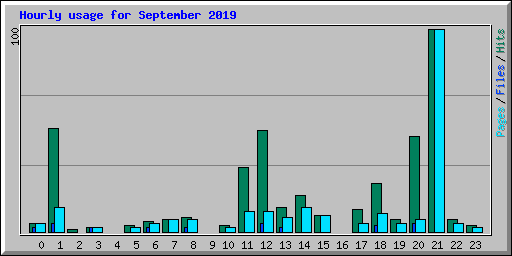 Hourly usage for September 2019
100
Pages/Files/Hits
0 1 2 3 4 5 6 7 8 9 10 11 12 13 14 15 16 17 18 19 20 21 22 23